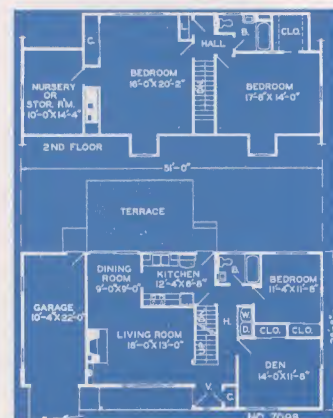 C.
HALL
B.
CLO.
NURSERY
OR
STOR. R'M.
10'-0"X14'-4"
BEDROOM
16'-0"X20'-2"
DN.
BEDROOM
17'-8"X14'-0"
2ND FLOOR
51'-0"
TERRACE
DINING
ROOM
9'-0"X9'-0"
KITCHEN
12'-4"X8'-8"
B.
BEDROOM
11'-4"X11'-8"
GARAGE
10'-4"X22'-0"
W.
D.
CLO.
CLO.
LIVING ROOM
18'-0"X13'-0"
UP
H.
DEN
14'-0"X11'-8"
V.
C.
NO. 7098